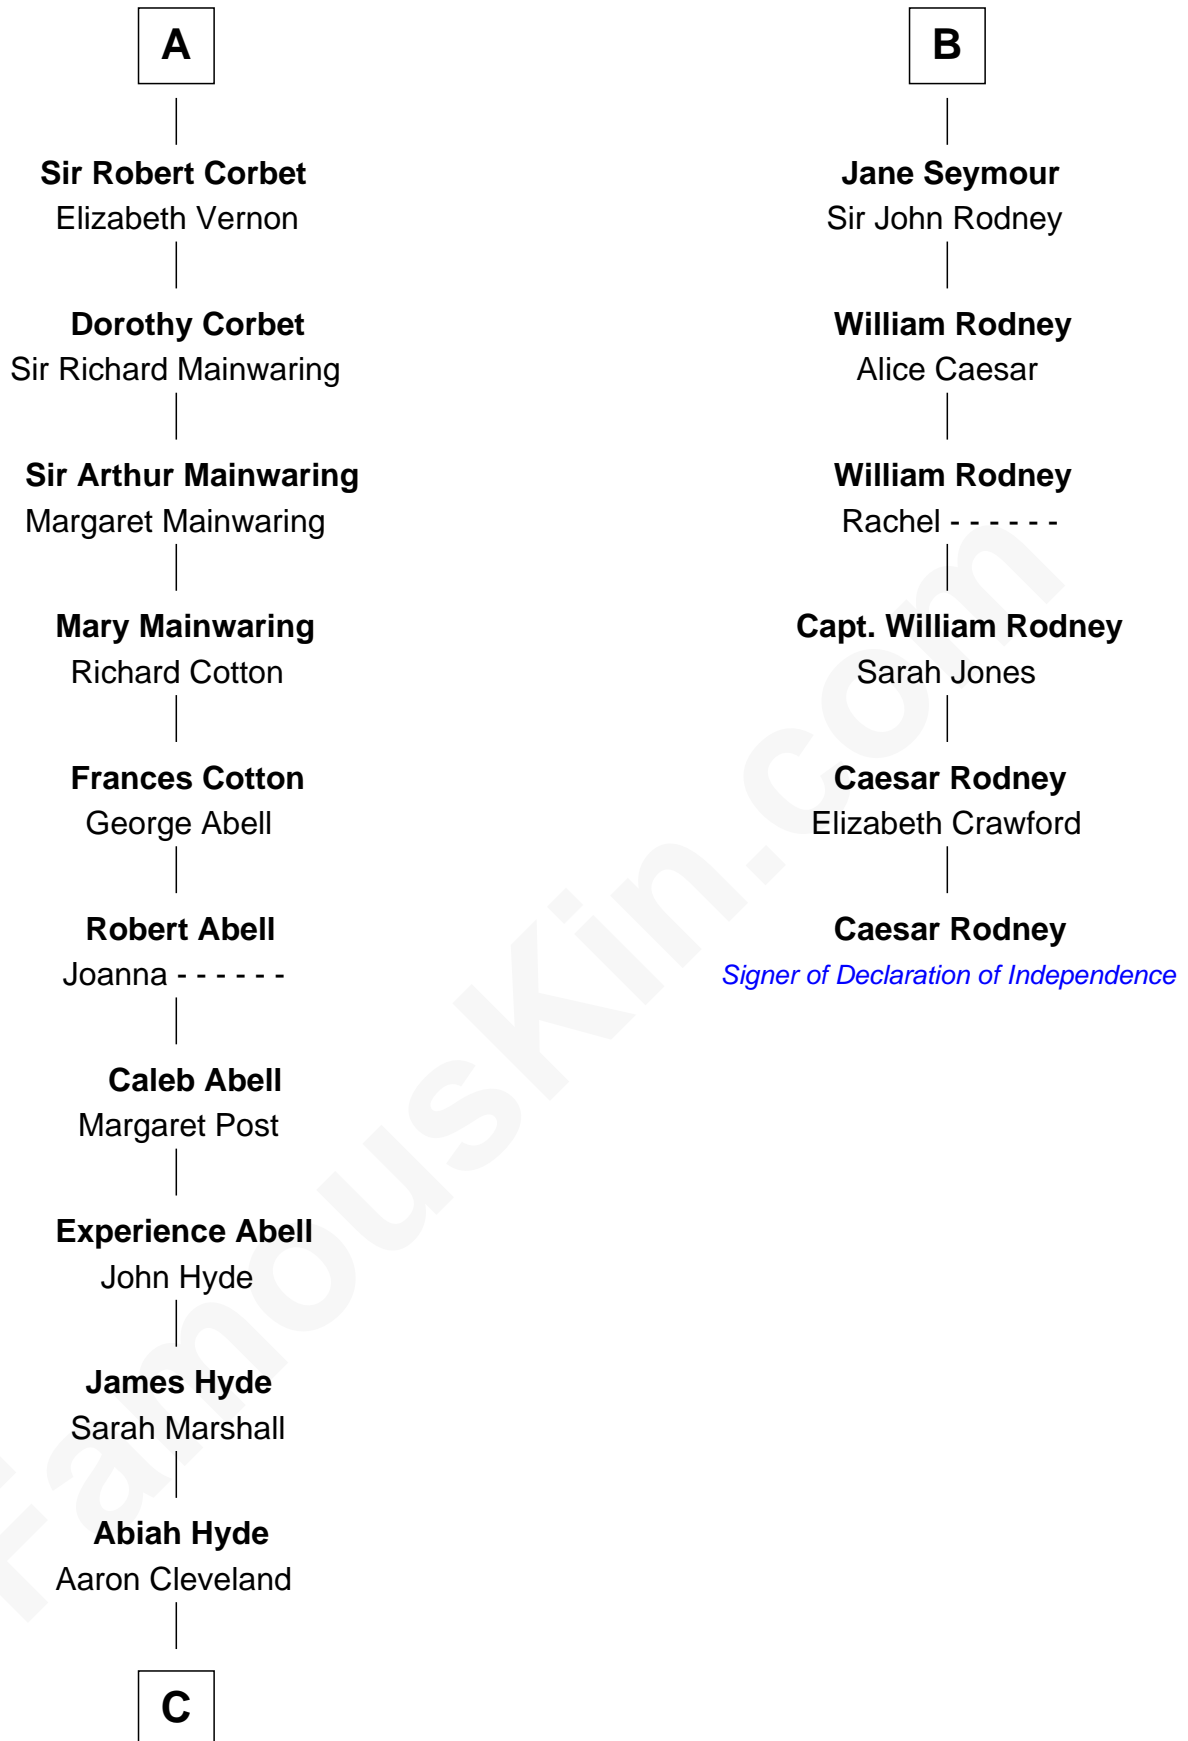 A
Sir Robert Corbet
Elizabeth Vernon
Dorothy Corbet
Sir Richard Mainwaring
Sir Arthur Mainwaring
Margaret Mainwaring
Mary Mainwaring
Richard Cotton
Frances Cotton
George Abell
Robert Abell
Joanna - - - - - -
Caleb Abell
Margaret Post
Experience Abell
John Hyde
James Hyde
Sarah Marshall
Abiah Hyde
Aaron Cleveland
C
B
Jane Seymour
Sir John Rodney
William Rodney
Alice Caesar
William Rodney
Rachel - - - - - -
Capt. William Rodney
Sarah Jones
Caesar Rodney
Elizabeth Crawford
Caesar Rodney
Signer of Declaration of Independence
FamousKin.com